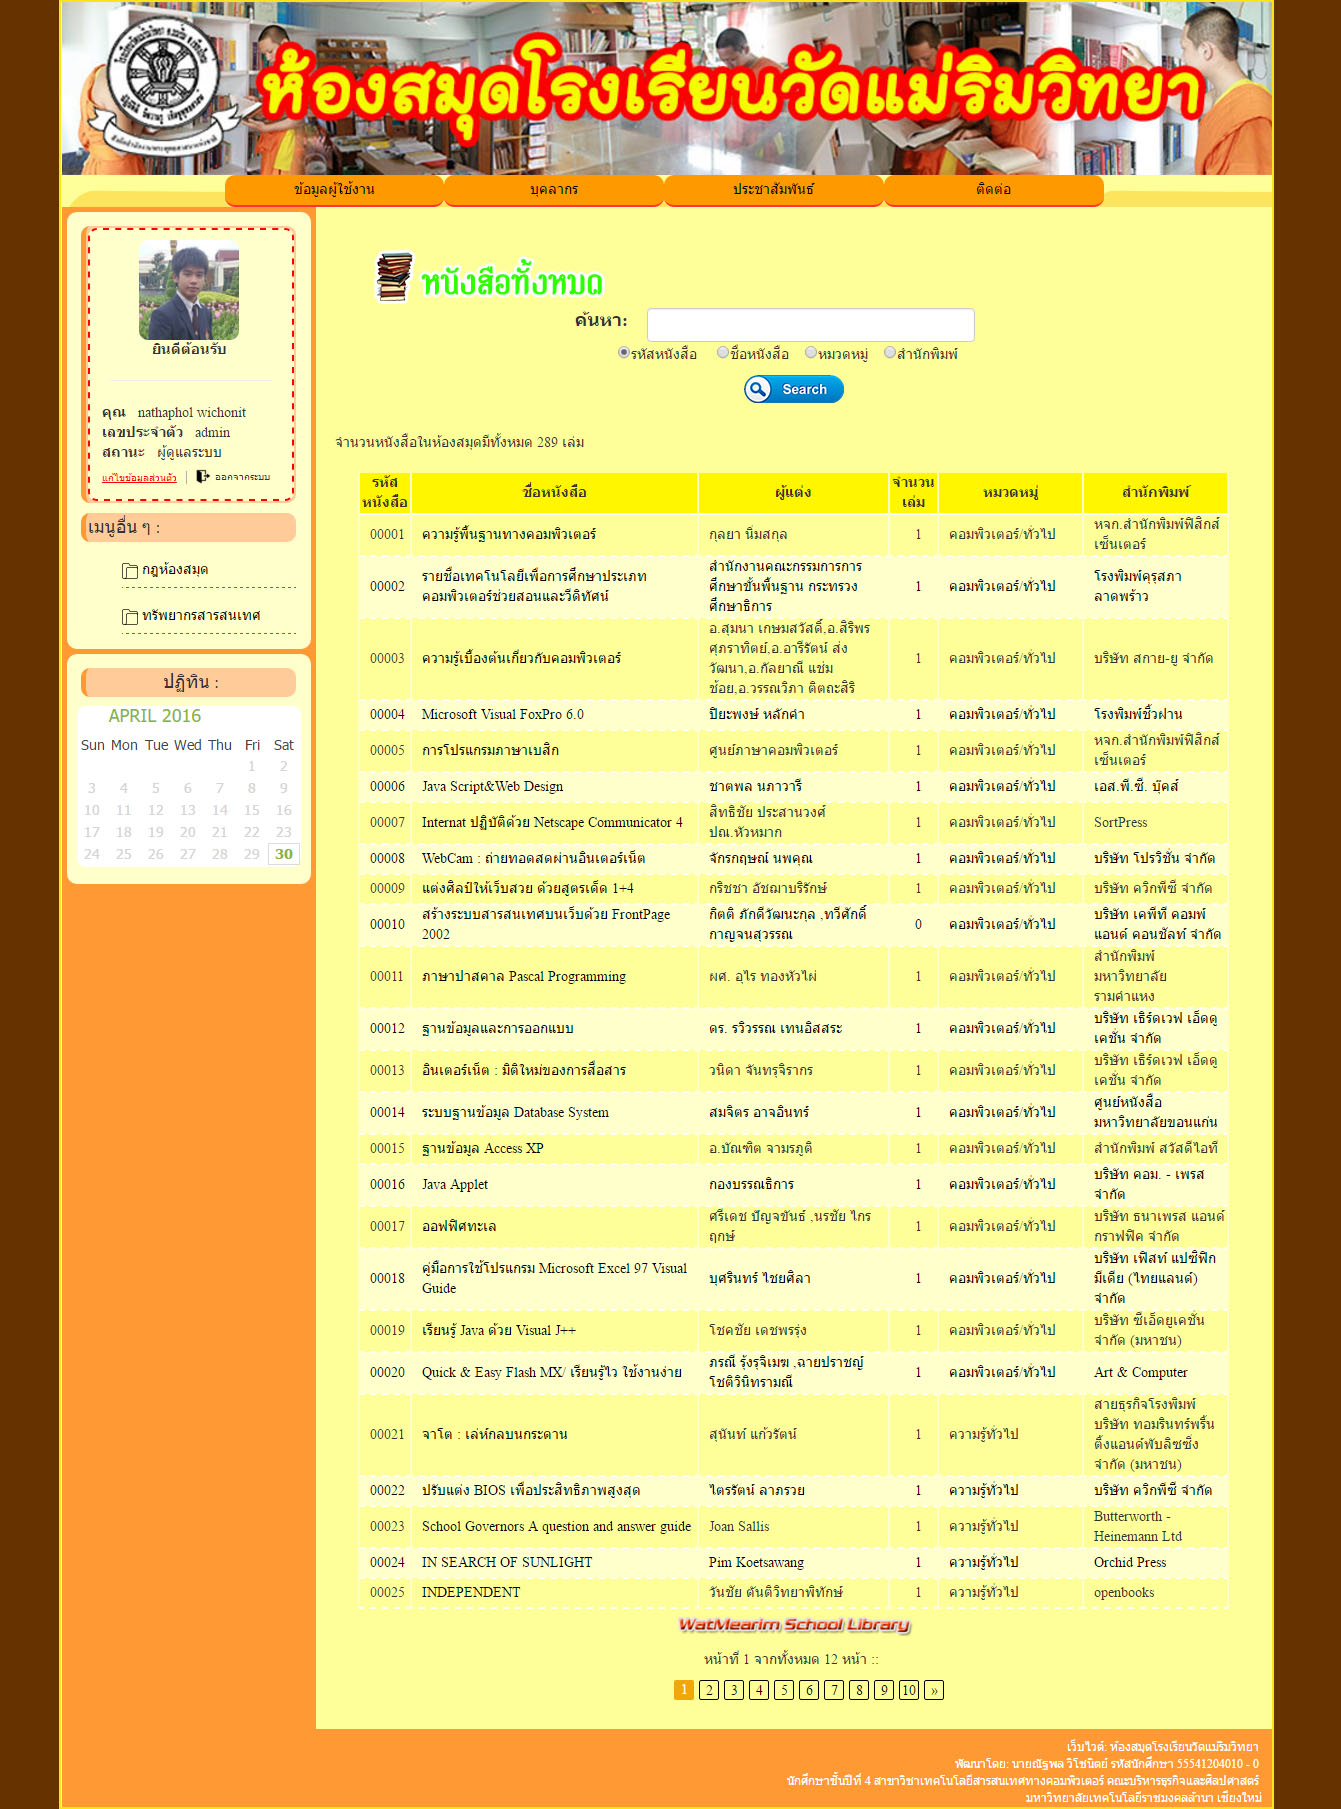 ห้องสมุดโรงเรียนวัดแม่ริมวิทยา
ข้อมูลผู้ใช้งาน บุคลากร ประชาสัมพันธ์ ติดต่อ
ยินดีต้อนรับ
คุณ nathaphol wichonit
เลขประจำตัว admin
สถานะ ผู้ดูแลระบบ
แก้ไขข้อมูลส่วนตัว | ออกจากระบบ
เมนูอื่น ๆ :
กฎห้องสมุด
ทรัพยากรสารสนเทศ
ปฏิทิน :
APRIL 2016
Sun Mon Tue Wed Thu Fri Sat
1 2
3 4 5 6 7 8 9
10 11 12 13 14 15 16
17 18 19 20 21 22 23
24 25 26 27 28 29 30
หนังสือทั้งหมด
ค้นหา:
รหัสหนังสือ ชื่อหนังสือ หมวดหมู่ สำนักพิมพ์
Search
จำนวนหนังสือในห้องสมุดมีทั้งหมด 289 เล่ม
รหัสหนังสือ ชื่อหนังสือ ผู้แต่ง จำนวนเล่ม หมวดหมู่ สำนักพิมพ์
00001 ความรู้พื้นฐานทางคอมพิวเตอร์ กุลยา นิ่มสกุล 1 คอมพิวเตอร์/ทั่วไป หจก.สำนักพิมพ์ฟิสิกส์เซ็นเตอร์
00002 รายชื่อเทคโนโลยีเพื่อการศึกษาประเภทคอมพิวเตอร์ช่วยสอนและวีดิทัศน์ สำนักงานคณะกรรมการการศึกษาขั้นพื้นฐาน กระทรวงศึกษาธิการ 1 คอมพิวเตอร์/ทั่วไป โรงพิมพ์คุรุสภาลาดพร้าว
00003 ความรู้เบื้องต้นเกี่ยวกับคอมพิวเตอร์ อ.สุมนา เกษมสวัสดิ์,อ.สิริพร ศุภราทิตย์,อ.อารีรัตน์ ส่งวัฒนา,อ.กัลยาณี แช่มช้อย,อ.วรรณวิภา ติตถะสิริ 1 คอมพิวเตอร์/ทั่วไป บริษัท สกาย-ยู จำกัด
00004 Microsoft Visual FoxPro 6.0 ปิยะพงษ์ หลักคำ 1 คอมพิวเตอร์/ทั่วไป โรงพิมพ์ชิ้วฝาน
00005 การโปรแกรมภาษาเบสิก ศูนย์ภาษาคอมพิวเตอร์ 1 คอมพิวเตอร์/ทั่วไป หจก.สำนักพิมพ์ฟิสิกส์เซ็นเตอร์
00006 Java Script&Web Design ชาตพล นภาวารี 1 คอมพิวเตอร์/ทั่วไป เอส.พี.ซี. บุ๊คส์
00007 Internat ปฏิบัติด้วย Netscape Communicator 4 สิทธิชัย ประสานวงศ์ ปณ.หัวหมาก 1 คอมพิวเตอร์/ทั่วไป SortPress
00008 WebCam : ถ่ายทอดสดผ่านอินเตอร์เน็ต จักรกฤษณ์ นพคุณ 1 คอมพิวเตอร์/ทั่วไป บริษัท โปรวิชั่น จำกัด
00009 แต่งศิลป์ให้เว็บสวย ด้วยสูตรเด็ด 1+4 กริชชา อัชฌาบริรักษ์ 1 คอมพิวเตอร์/ทั่วไป บริษัท ควิกพีซี จำกัด
00010 สร้างระบบสารสนเทศบนเว็บด้วย FrontPage 2002 กิตติ ภักดีวัฒนะกุล ,ทวีศักดิ์ กาญจนสุวรรณ 0 คอมพิวเตอร์/ทั่วไป บริษัท เคพีที คอมพ์ แอนด์ คอนซัลท์ จำกัด
00011 ภาษาปาสคาล Pascal Programming ผศ. อุไร ทองหัวไผ่ 1 คอมพิวเตอร์/ทั่วไป สำนักพิมพ์มหาวิทยาลัยรามคำแหง
00012 ฐานข้อมูลและการออกแบบ ดร. รวิวรรณ เทนอิสสระ 1 คอมพิวเตอร์/ทั่วไป บริษัท เธิร์ดเวฟ เอ็ดดูเคชั่น จำกัด
00013 อินเตอร์เน็ต : มิติใหม่ของการสื่อสาร วนิดา จันทรุจิรากร 1 คอมพิวเตอร์/ทั่วไป บริษัท เธิร์ดเวฟ เอ็ดดูเคชั่น จำกัด
00014 ระบบฐานข้อมูล Database System สมจิตร อาจอินทร์ 1 คอมพิวเตอร์/ทั่วไป ศูนย์หนังสือมหาวิทยาลัยขอนแก่น
00015 ฐานข้อมูล Access XP อ.บัณฑิต จามรภูติ 1 คอมพิวเตอร์/ทั่วไป สำนักพิมพ์ สวัสดีไอที
00016 Java Applet กองบรรณธิการ 1 คอมพิวเตอร์/ทั่วไป บริษัท คอม. - เพรส จำกัด
00017 ออฟฟิศทะเล ศรีเดช ปัญจขันธ์ ,นรชัย ไกรฤกษ์ 1 คอมพิวเตอร์/ทั่วไป บริษัท ธนาเพรส แอนด์ กราฟฟิค จำกัด
00018 คู่มือการใช้โปรแกรม Microsoft Excel 97 Visual Guide บุศรินทร์ ไชยศิลา 1 คอมพิวเตอร์/ทั่วไป บริษัท เฟิสท์ แปซิฟิก มีเดีย (ไทยแลนด์) จำกัด
00019 เรียนรู้ Java ด้วย Visual J++ โชคชัย เดชพรรุ่ง 1 คอมพิวเตอร์/ทั่วไป บริษัท ซีเอ็ดยูเคชั่น จำกัด (มหาชน)
00020 Quick & Easy Flash MX/ เรียนรู้ไว ใช้งานง่าย ภรณี รุ้งรุจิเมฆ ,ฉายปราชญ์ โชติวินิทรามณี 1 คอมพิวเตอร์/ทั่วไป Art & Computer
00021 จาโต : เล่ห์กลบนกระดาน สุนันท์ แก้วรัตน์ 1 ความรู้ทั่วไป สายธุรกิจโรงพิมพ์ บริษัท ทอมรินทร์พริ้นติ้งแอนด์พับลิชซิ่ง จำกัด (มหาชน)
00022 ปรับแต่ง BIOS เพื่อประสิทธิภาพสูงสุด ไตรรัตน์ ลาภรวย 1 ความรู้ทั่วไป บริษัท ควิกพีซี จำกัด
00023 School Governors A question and answer guide Joan Sallis 1 ความรู้ทั่วไป Butterworth - Heinemann Ltd
00024 IN SEARCH OF SUNLIGHT Pim Koetsawang 1 ความรู้ทั่วไป Orchid Press
00025 INDEPENDENT วันชัย ตันติวิทยาพิทักษ์ 1 ความรู้ทั่วไป openbooks
WatMearim School Library
หน้าที่ 1 จากทั้งหมด 12 หน้า ::
1 2 3 4 5 6 7 8 9 10 »
เว็บไวต์: ห้องสมุดโรงเรียนวัดแม่ริมวิทยา
พัฒนาโดย: นายณัฐพล วิโชนิตย์ รหัสนักศึกษา 55541204010 - 0
นักศึกษาชั้นปีที่ 4 สาขาวิชาเทคโนโลยีสารสนเทศทางคอมพิวเตอร์ คณะบริหารธุรกิจและศิลปศาสตร์
มหาวิทยาลัยเทคโนโลยีราชมงคลล้านนา เชียงใหม่